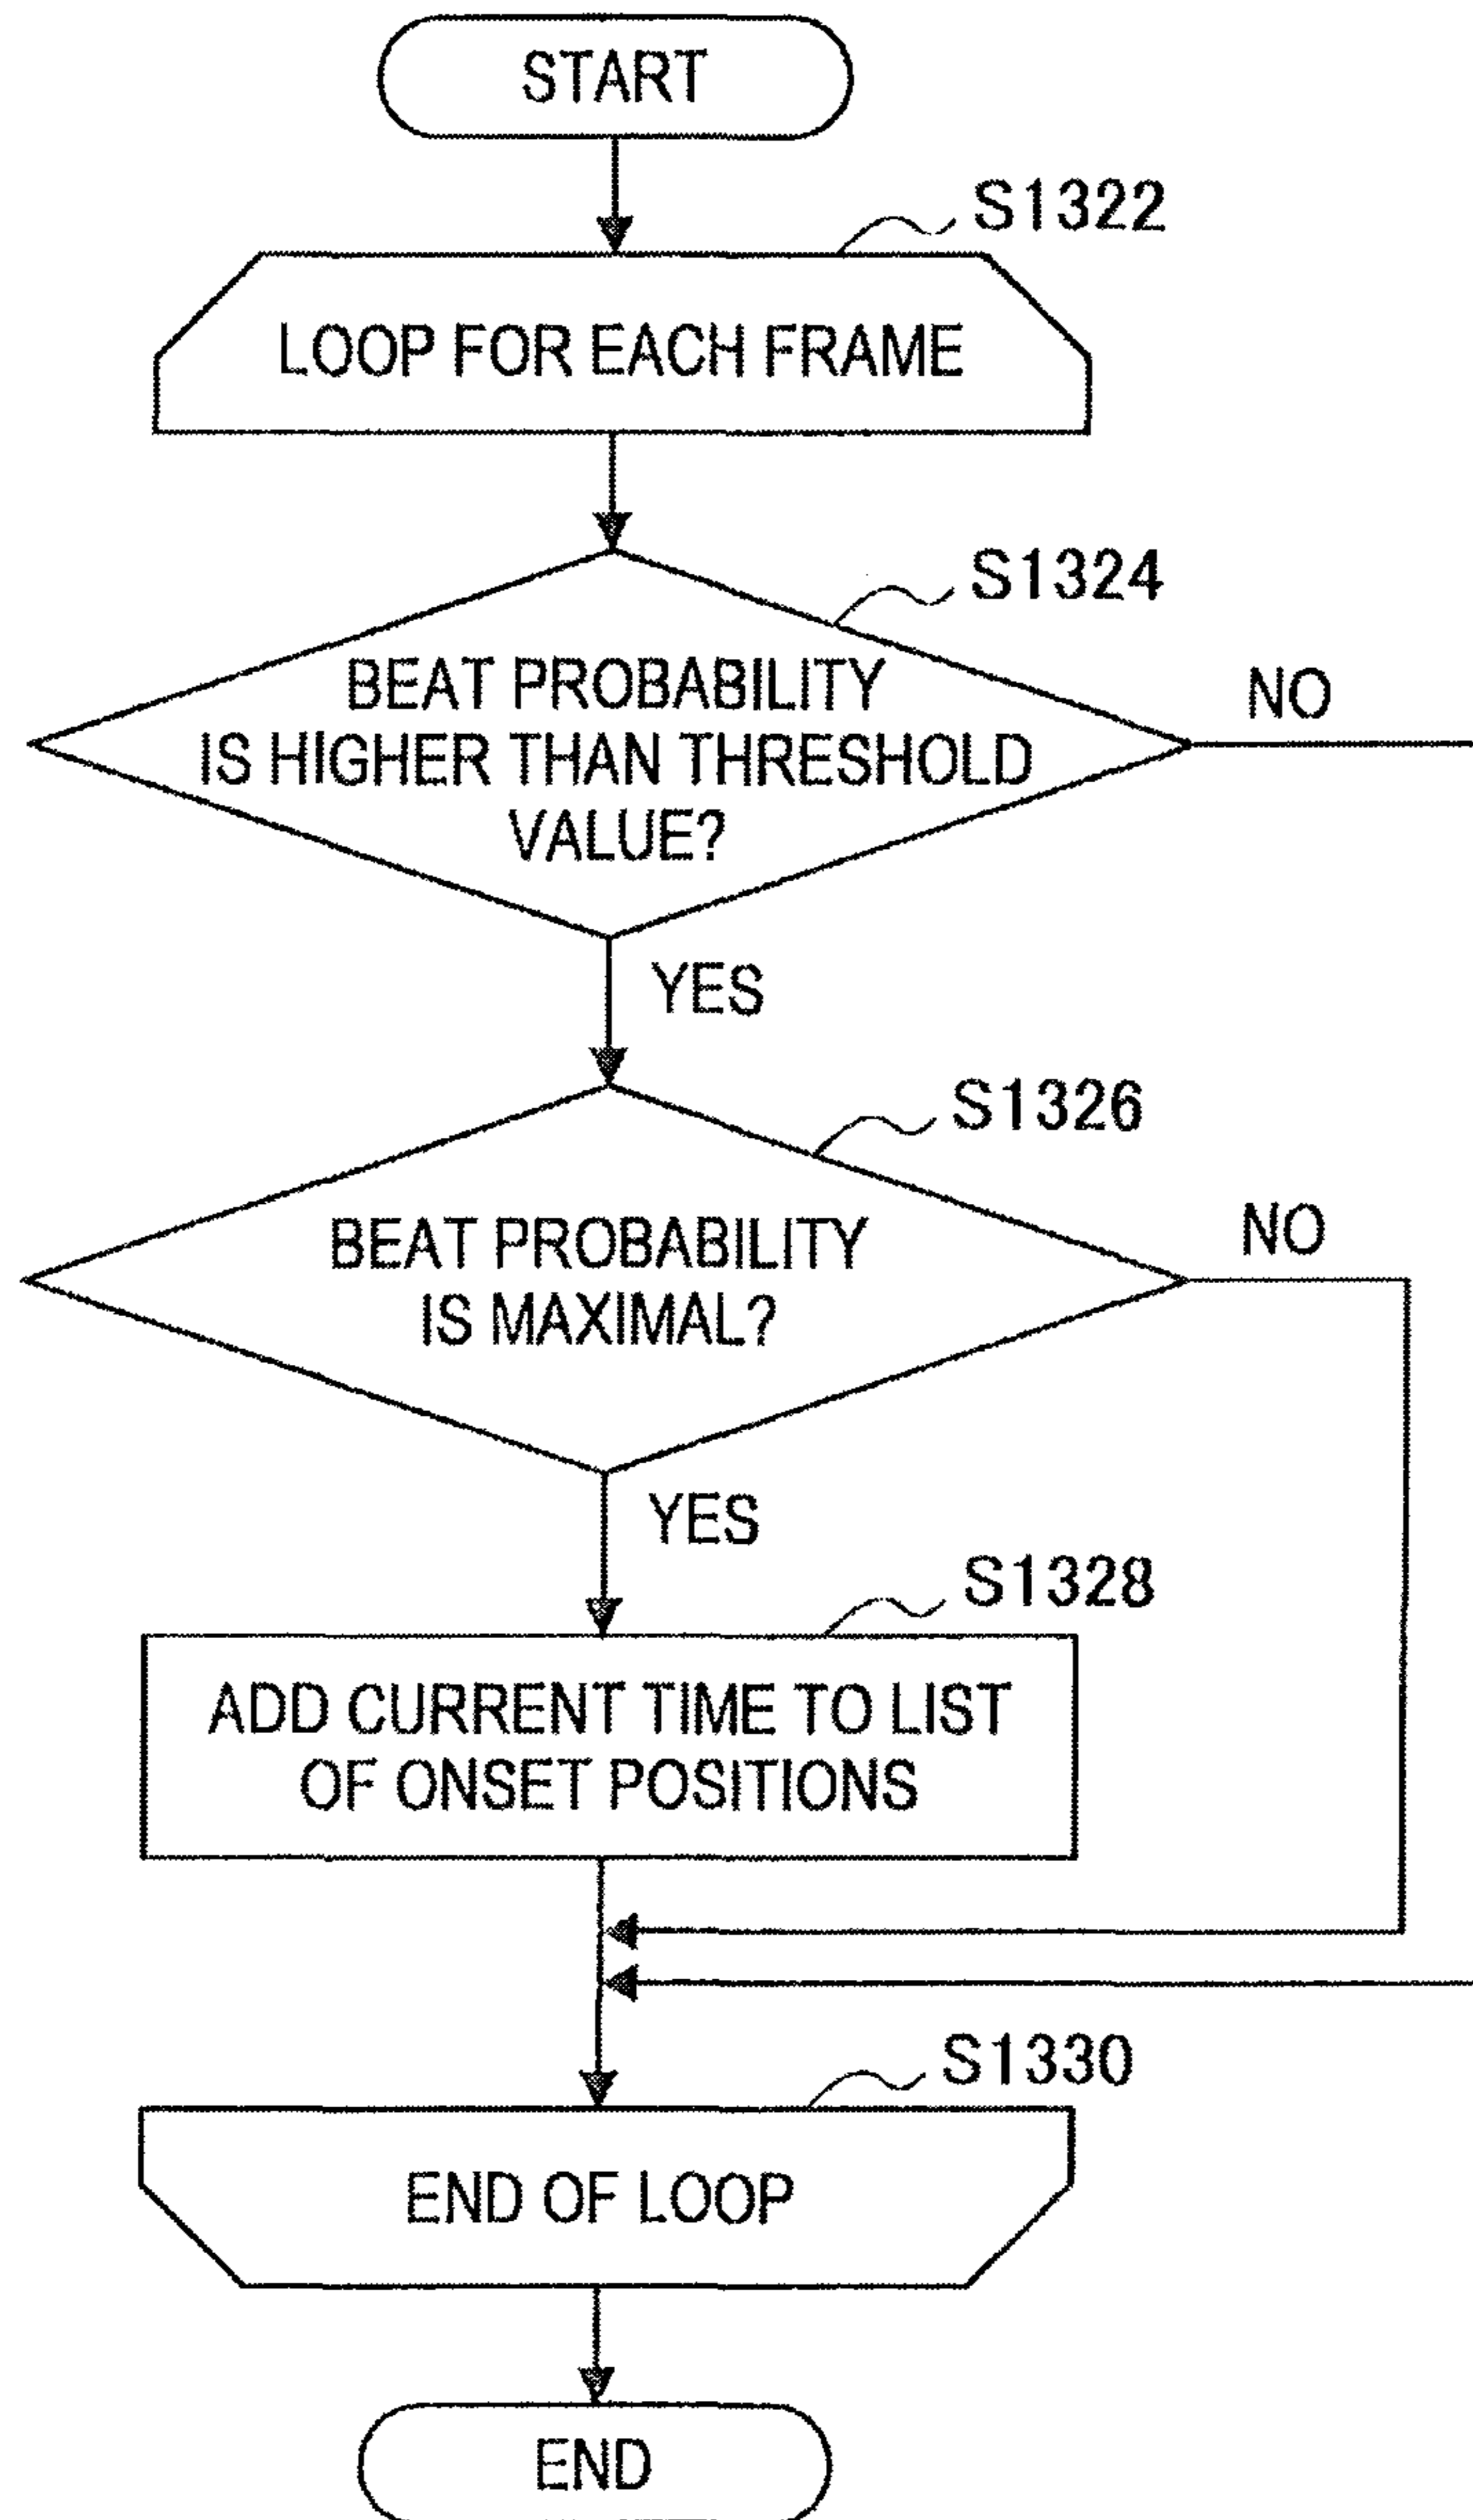 START
S1322
LOOP FOR EACH FRAME
S1324
BEAT PROBABILITY
IS HIGHER THAN THRESHOLD
VALUE?
NO
YES
S1326
BEAT PROBABILITY
IS MAXIMAL?
NO
YES
S1328
ADD CURRENT TIME TO LIST
OF ONSET POSITIONS
S1330
END OF LOOP
END